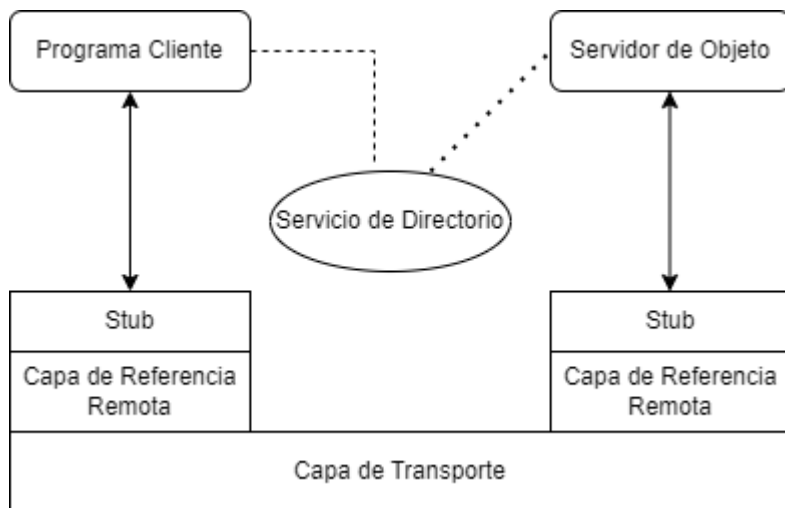 Programa Cliente
Servidor de Objeto
Servicio de Directorio
Stub
Stub
Capa de Referencia
Remota
Capa de Referencia
Remota
Capa de Transporte